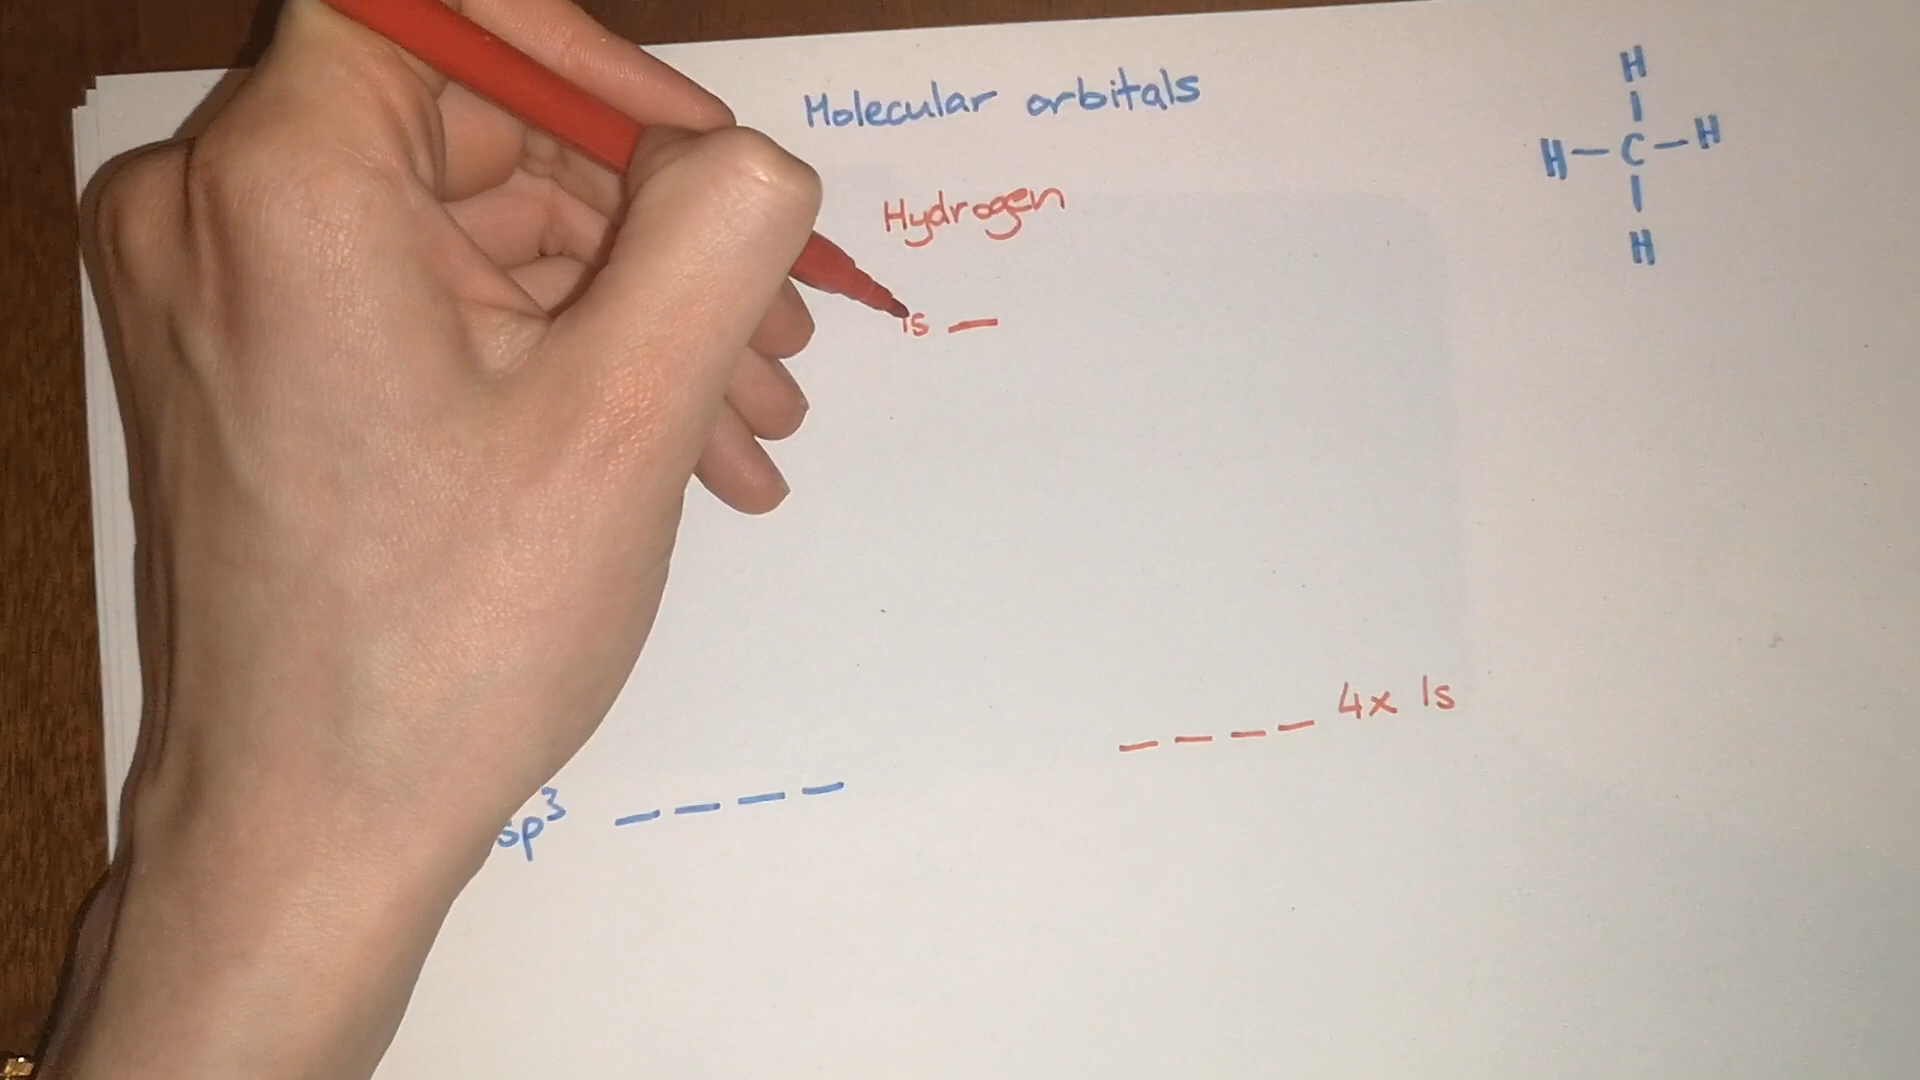 Molecular orbitals
H
H - C - H
H
Hydrogen
1s
4x 1s
sp³